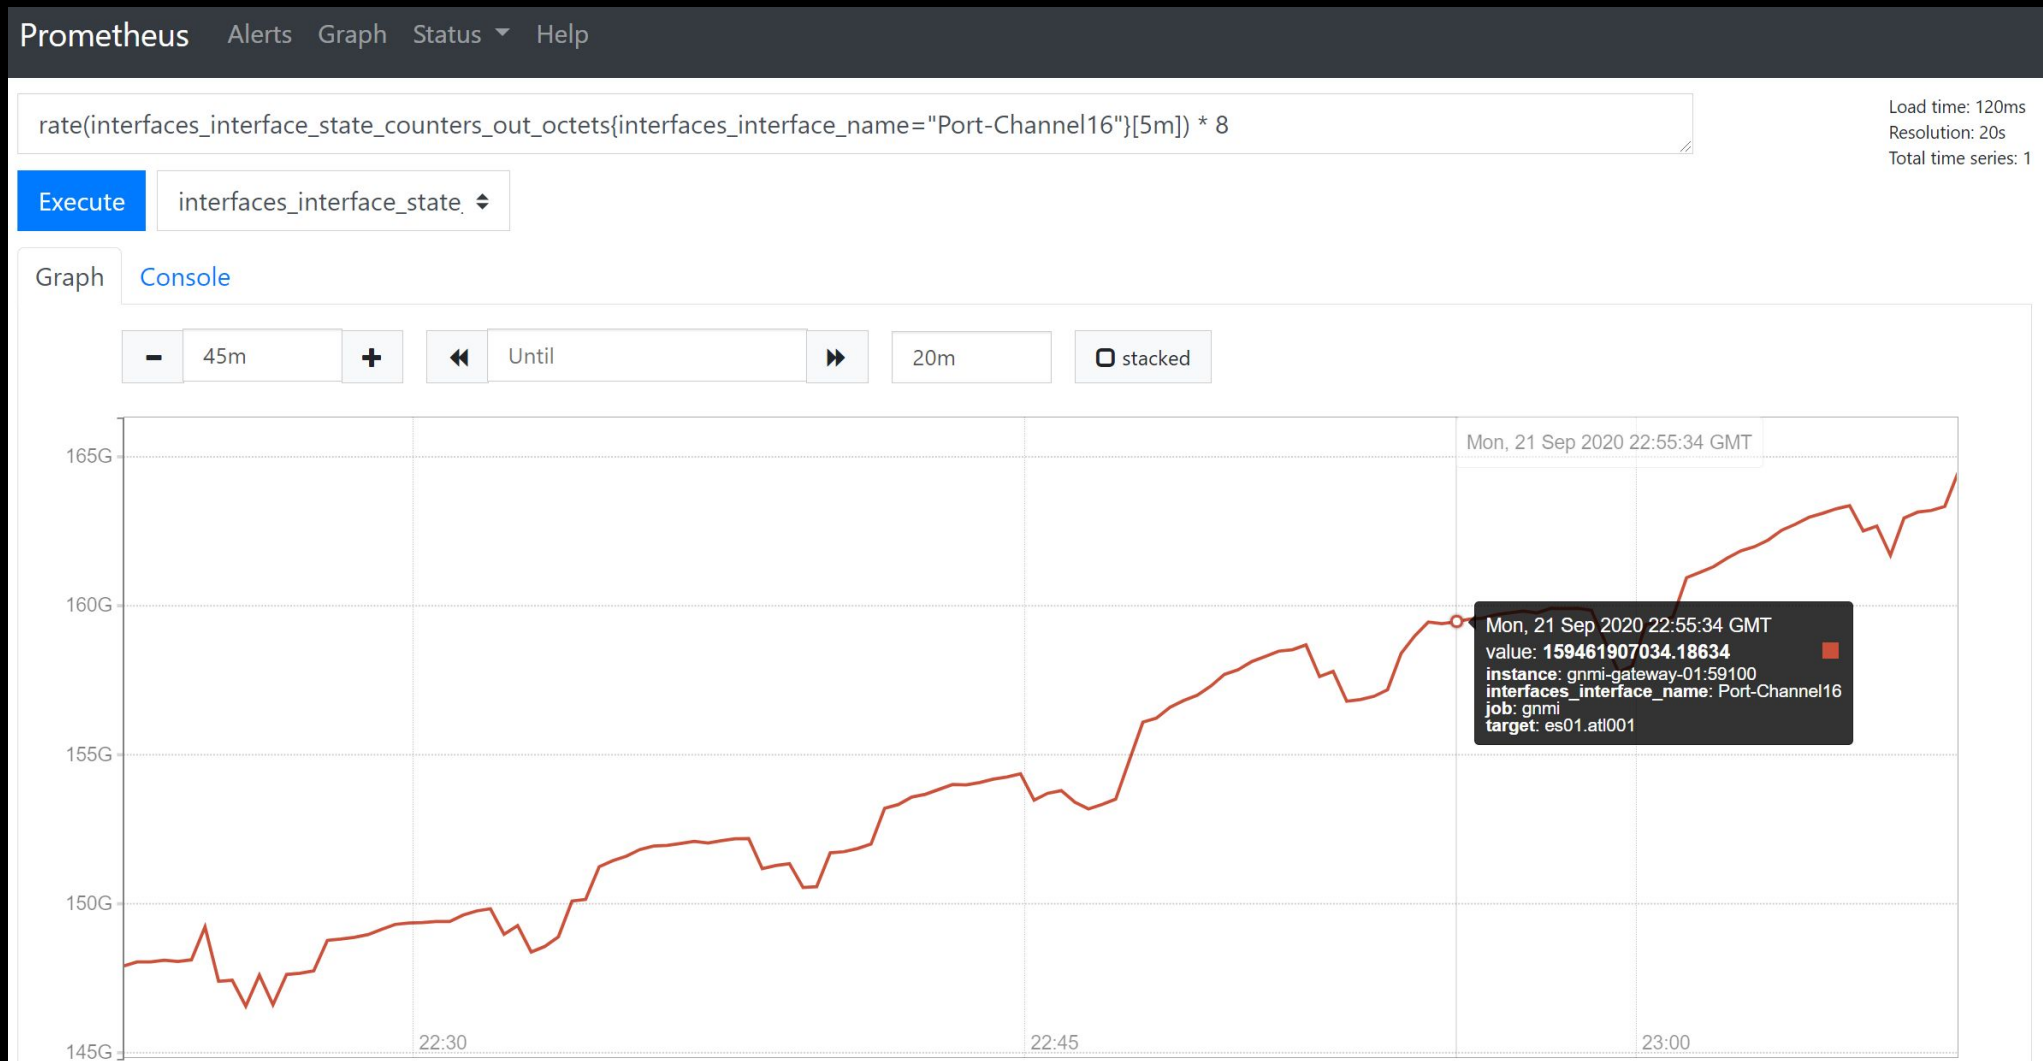 Prometheus Alerts Graph Status Help
rate(interfaces_interface_state_counters_out_octets{interfaces_interface_name="Port-Channel16"}[5m]) * 8
Load time: 120ms
Resolution: 20s
Total time series: 1
Execute interfaces_interface_state_
Graph Console
45m Until 20m stacked
Mon, 21 Sep 2020 22:55:34 GMT
165G
160G
155G
150G
145G
Mon, 21 Sep 2020 22:55:34 GMT
value: 159461907034.18634
instance: gnmi-gateway-01:59100
interfaces_interface_name: Port-Channel16
job: gnmi
target: es01.atl001
22:30 22:45 23:00